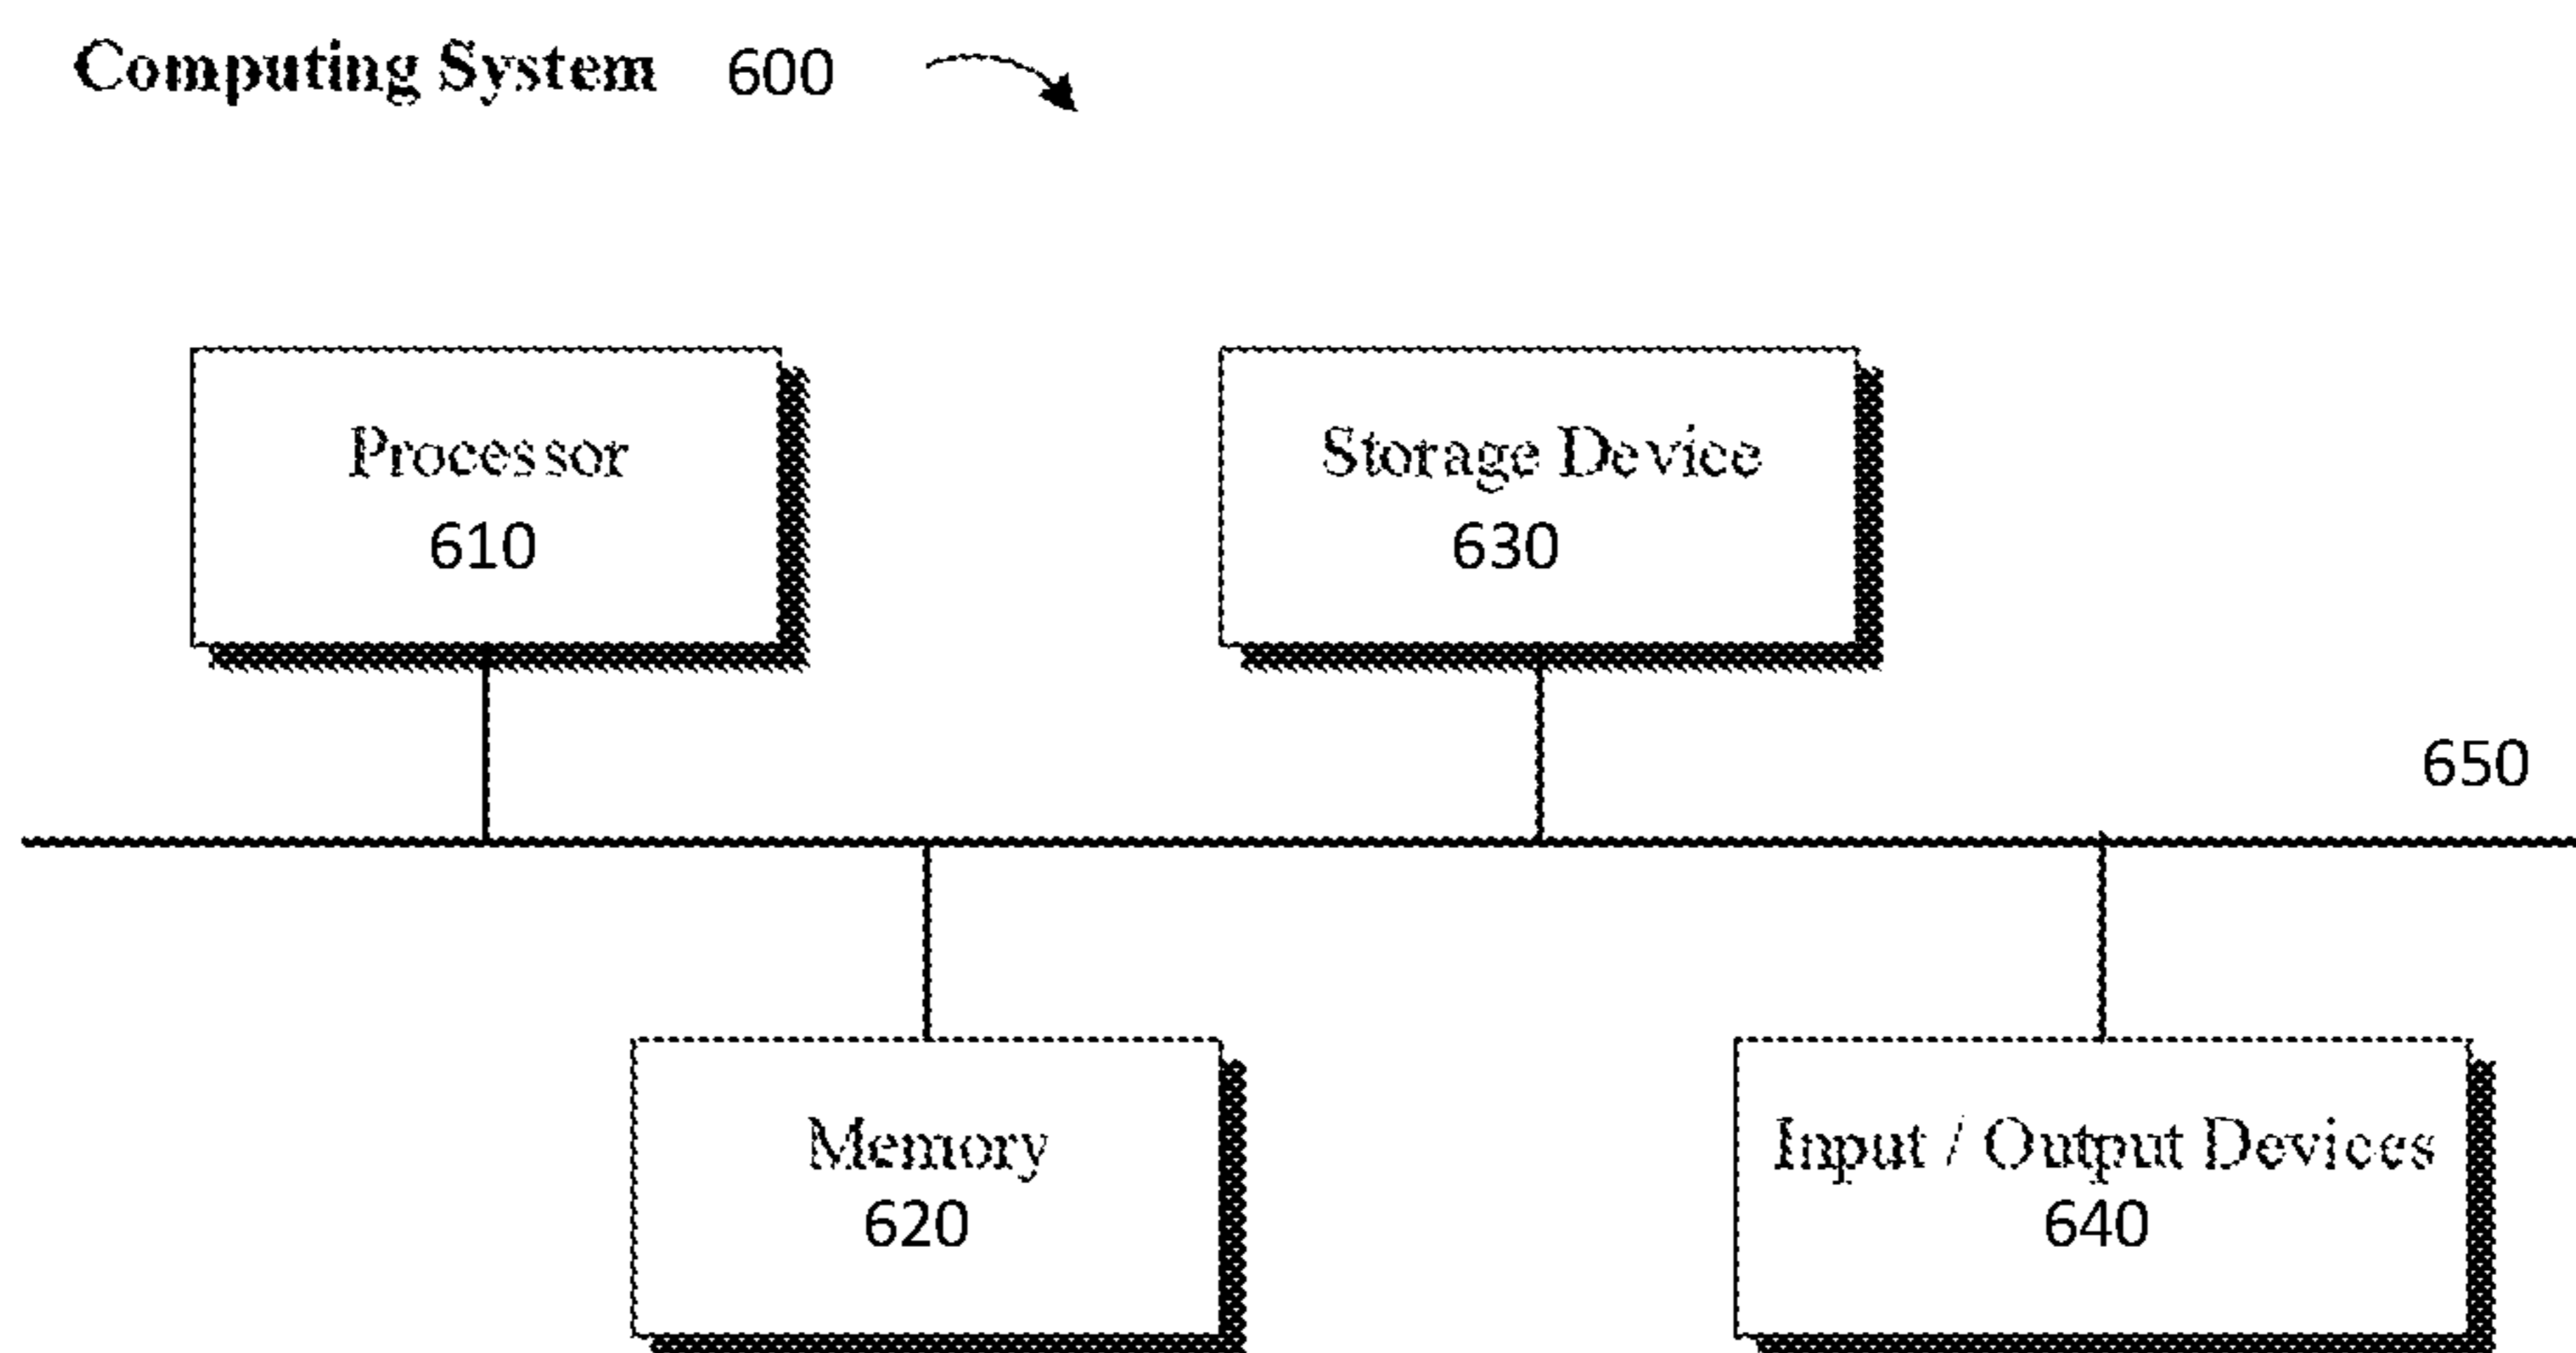 Computing System 600
Processor
610
Storage Device
630
650
Memory
620
Input / Output Devices
640